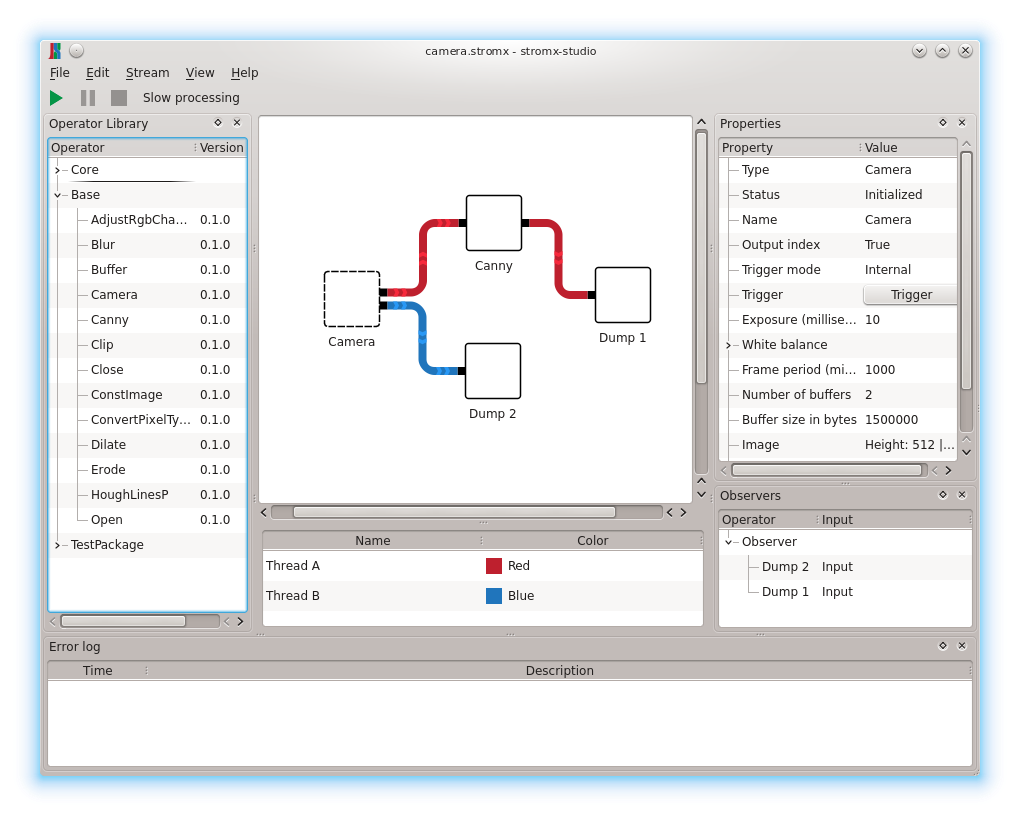 camera.stromx - stromx-studio
File Edit Stream View Help
Slow processing
Operator Library
Operator Version
Core
Base
AdjustRgbCha... 0.1.0
Blur 0.1.0
Buffer 0.1.0
Camera 0.1.0
Canny 0.1.0
Clip 0.1.0
Close 0.1.0
ConstImage 0.1.0
ConvertPixelTy... 0.1.0
Dilate 0.1.0
Erode 0.1.0
HoughLinesP 0.1.0
Open 0.1.0
TestPackage
Canny
Camera
Dump 1
Dump 2
Name Color
Thread A Red
Thread B Blue
Properties
Property Value
Type Camera
Status Initialized
Name Camera
Output index True
Trigger mode Internal
Trigger Trigger
Exposure (millise... 10
White balance
Frame period (mi... 1000
Number of buffers 2
Buffer size in bytes 1500000
Image Height: 512 |...
Observers
Operator Input
Observer
Dump 2 Input
Dump 1 Input
Error log
Time Description